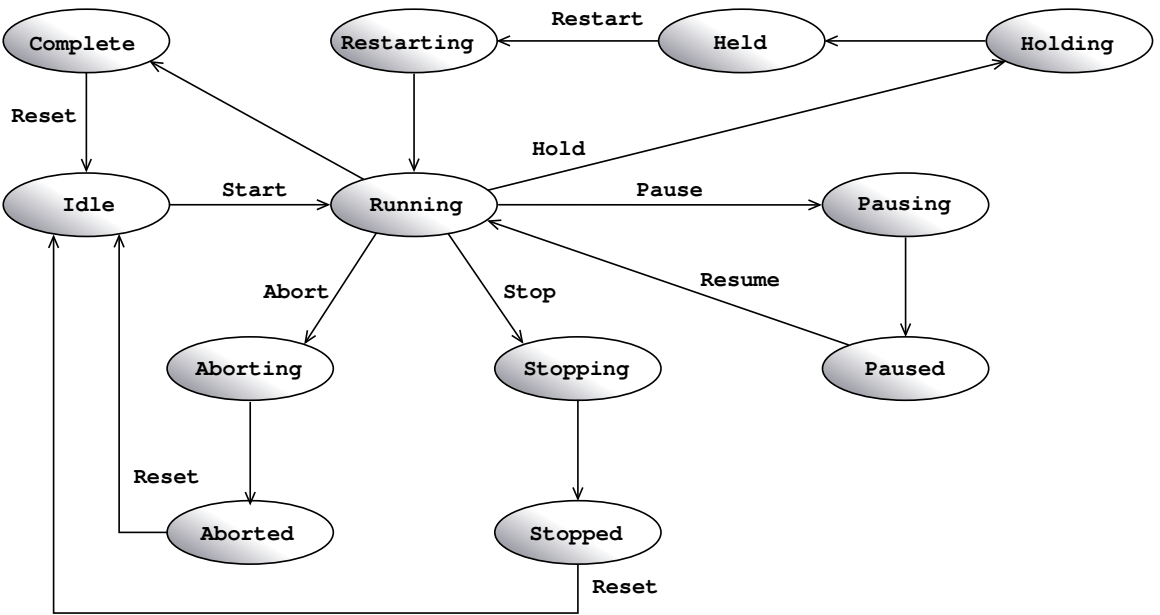 Restart
Complete
Restarting
Held
Holding
Reset
Hold
Idle
Start
Running
Pause
Pausing
Abort
Stop
Resume
Aborting
Stopping
Paused
Reset
Aborted
Stopped
Reset